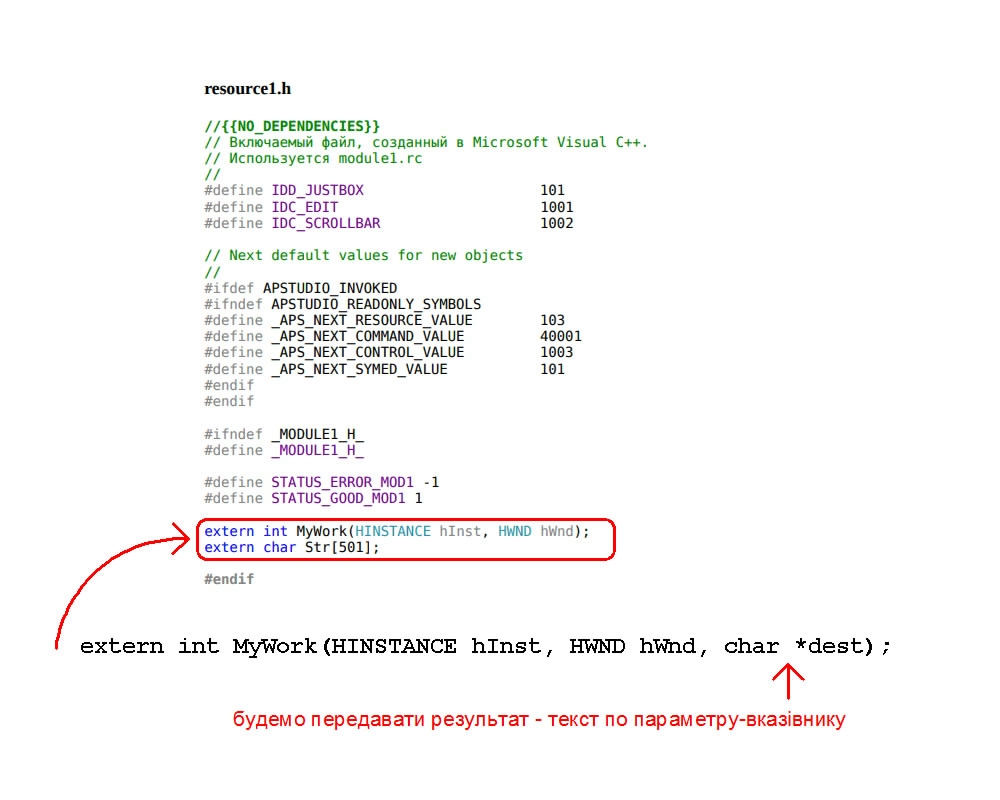 resource1.h
//{{NO_DEPENDENCIES}}
// Включаемый файл, созданный в Microsoft Visual C++.
// Используется module1.rc
//
#define IDD_JUSTBOX 101
#define IDC_EDIT 1001
#define IDC_SCROLLBAR 1002
// Next default values for new objects
//
#ifdef APSTUDIO_INVOKED
#ifndef APSTUDIO_READONLY_SYMBOLS
#define _APS_NEXT_RESOURCE_VALUE 103
#define _APS_NEXT_COMMAND_VALUE 40001
#define _APS_NEXT_CONTROL_VALUE 1003
#define _APS_NEXT_SYMED_VALUE 101
#endif
#endif
#ifndef _MODULE1_H_
#define _MODULE1_H_
#define STATUS_ERROR_MOD1 -1
#define STATUS_GOOD_MOD1 1
extern int MyWork(HINSTANCE hInst, HWND hWnd);
extern char Str[501];
#endif
extern int MyWork(HINSTANCE hInst, HWND hWnd, char *dest);
будемо передавати результат - текст по параметру-вказівнику